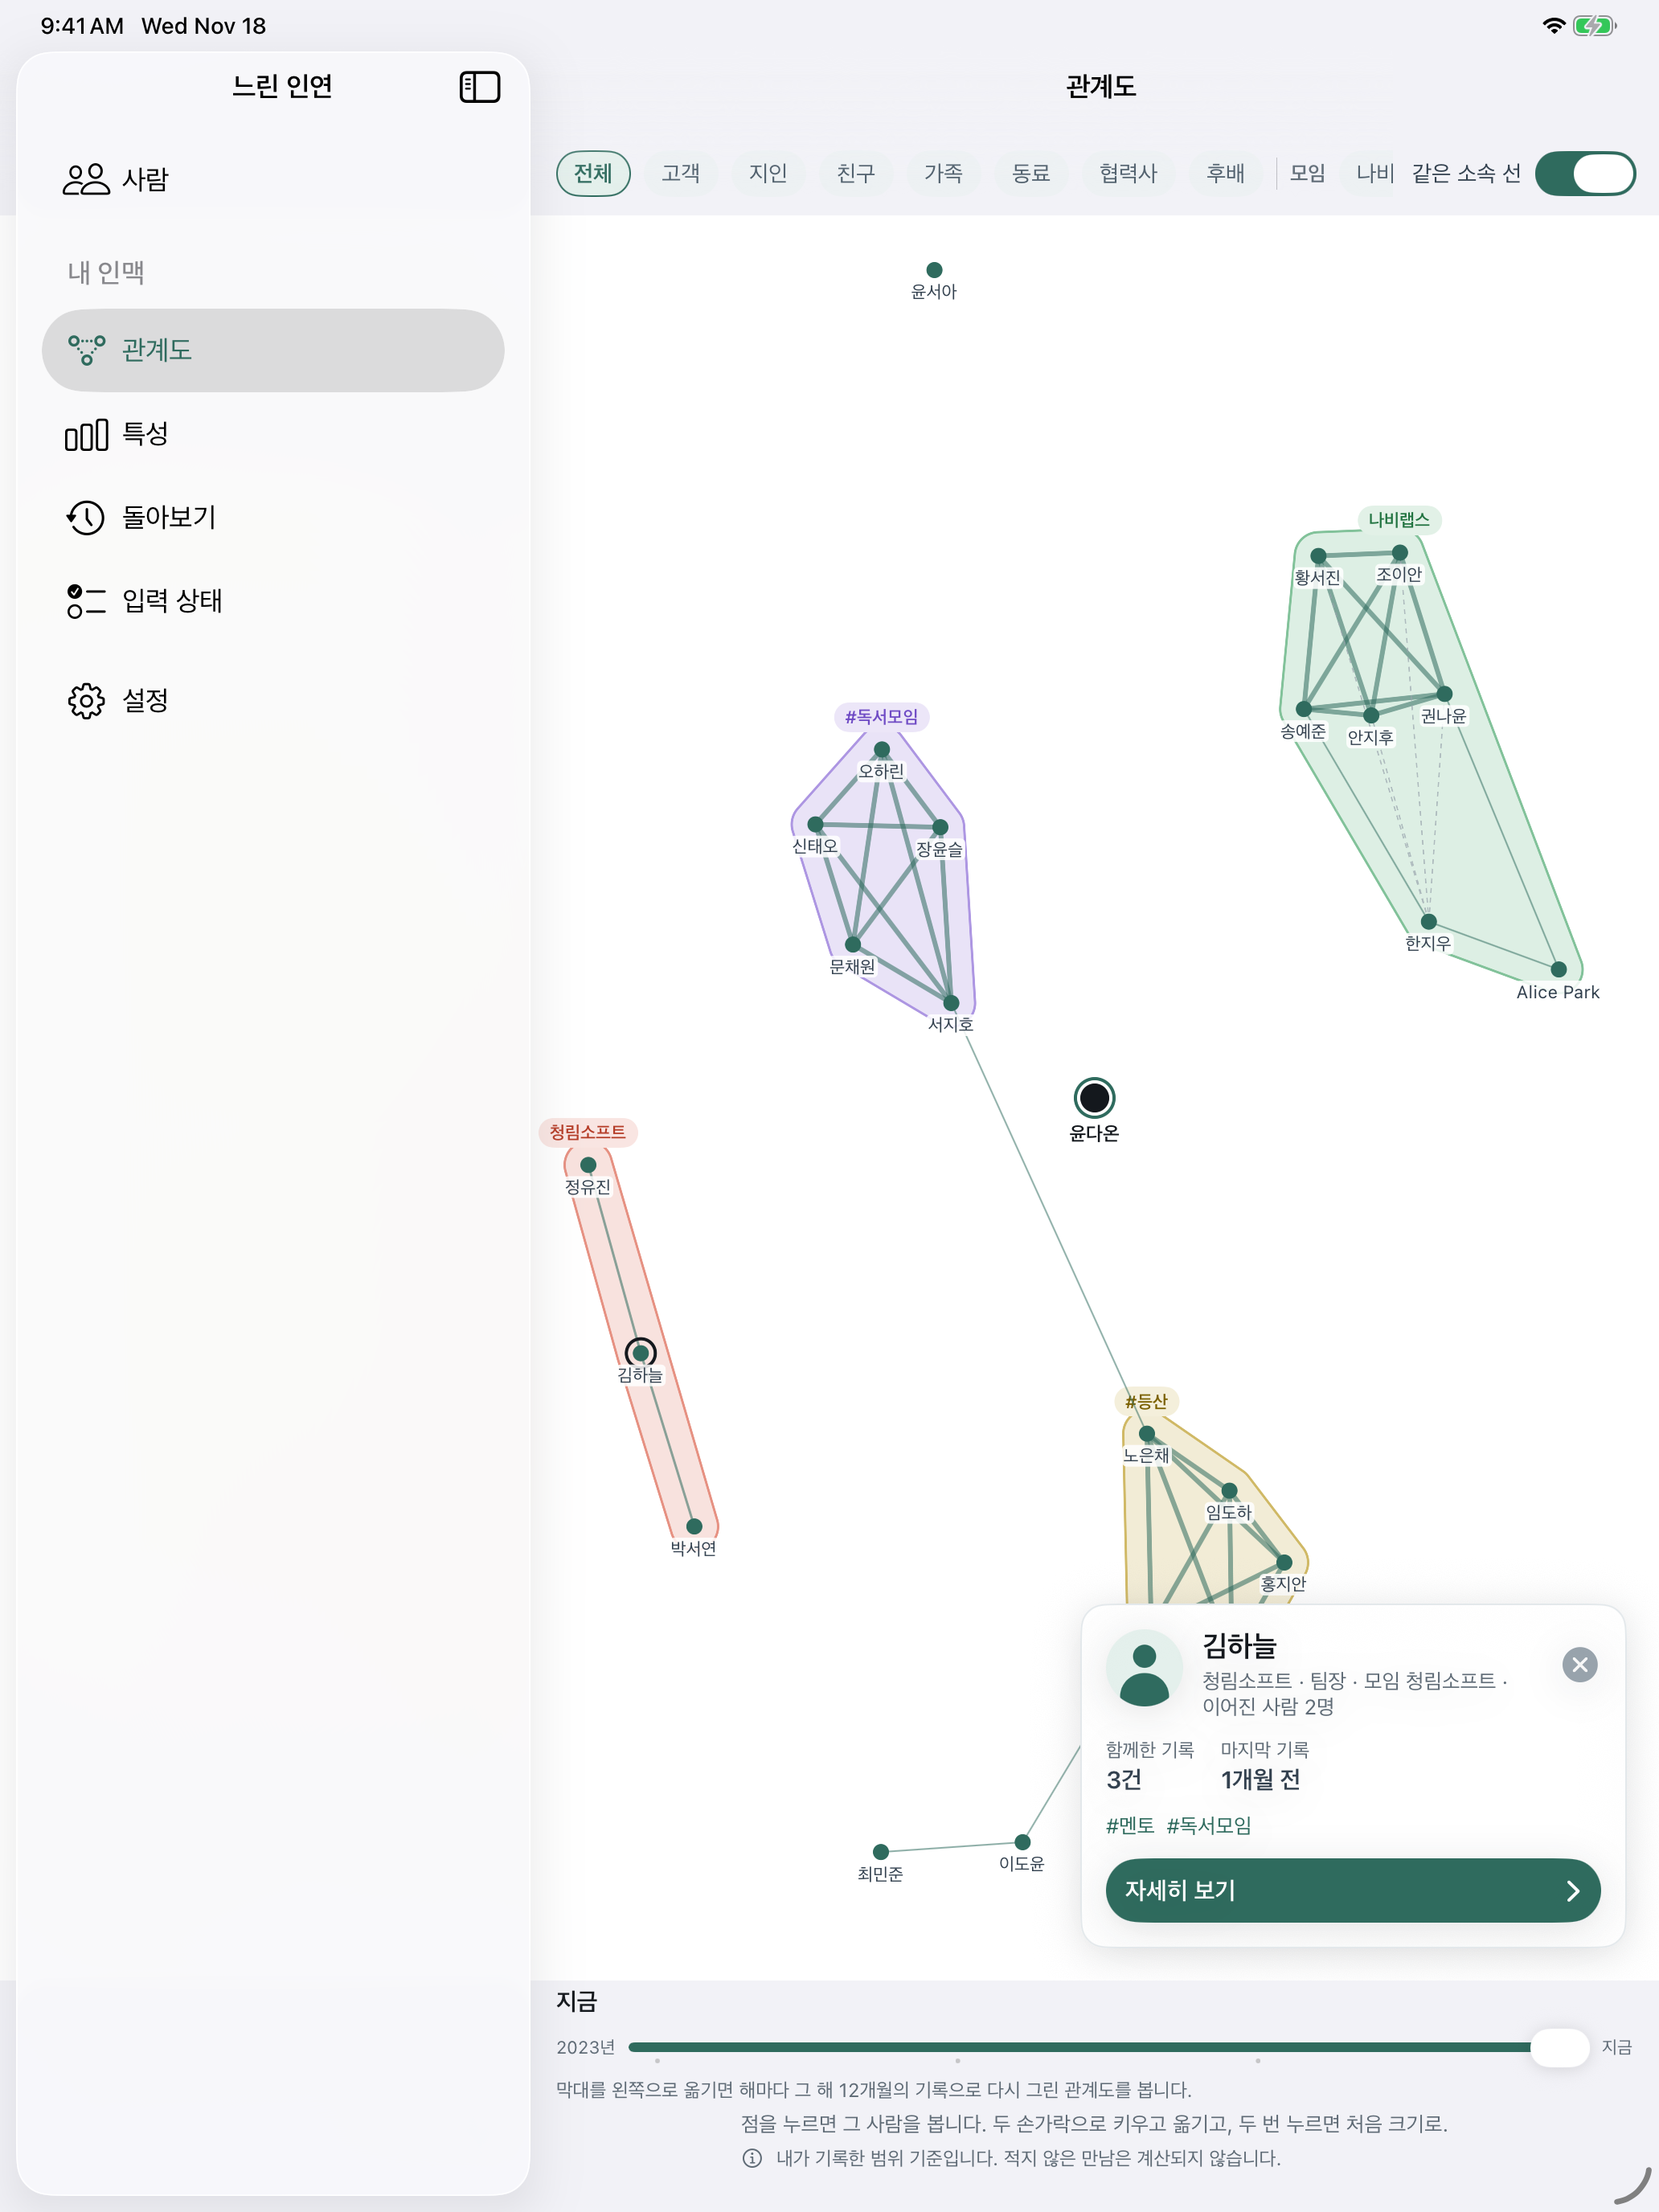 9:41 AM Wed Nov 18
느린 인연
사람
내 인맥
관계도
특성
돌아보기
입력 상태
설정
관계도
전체 고객 지인 친구 가족 동료 협력사 후배 모임 나비 같은 소속 선
윤서아
나비랩스
황서진 조이안
송예준 안지후 권나윤
한지우
Alice Park
#독서모임
오하린
신태오 장윤슬
문채원
서지호
윤다온
청림소프트
정유진
김하늘
박서연
#등산
노은채
임도하
홍지안
최민준 이도윤
김하늘
청림소프트 · 팀장 · 모임 청림소프트 ·
이어진 사람 2명
함께한 기록 마지막 기록
3건 1개월 전
#멘토 #독서모임
자세히 보기
지금
2023년 지금
막대를 왼쪽으로 옮기면 해마다 그 해 12개월의 기록으로 다시 그린 관계도를 봅니다.
점을 누르면 그 사람을 봅니다. 두 손가락으로 키우고 옮기고, 두 번 누르면 처음 크기로.
내가 기록한 범위 기준입니다. 적지 않은 만남은 계산되지 않습니다.